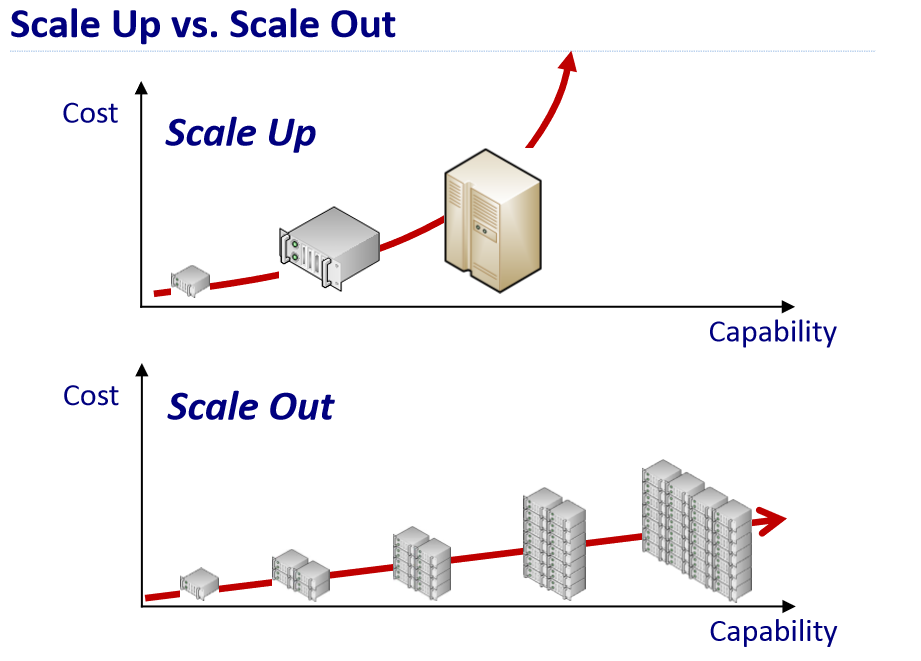 Scale Up vs. Scale Out
Cost
Scale Up
Capability
Cost
Scale Out
Capability